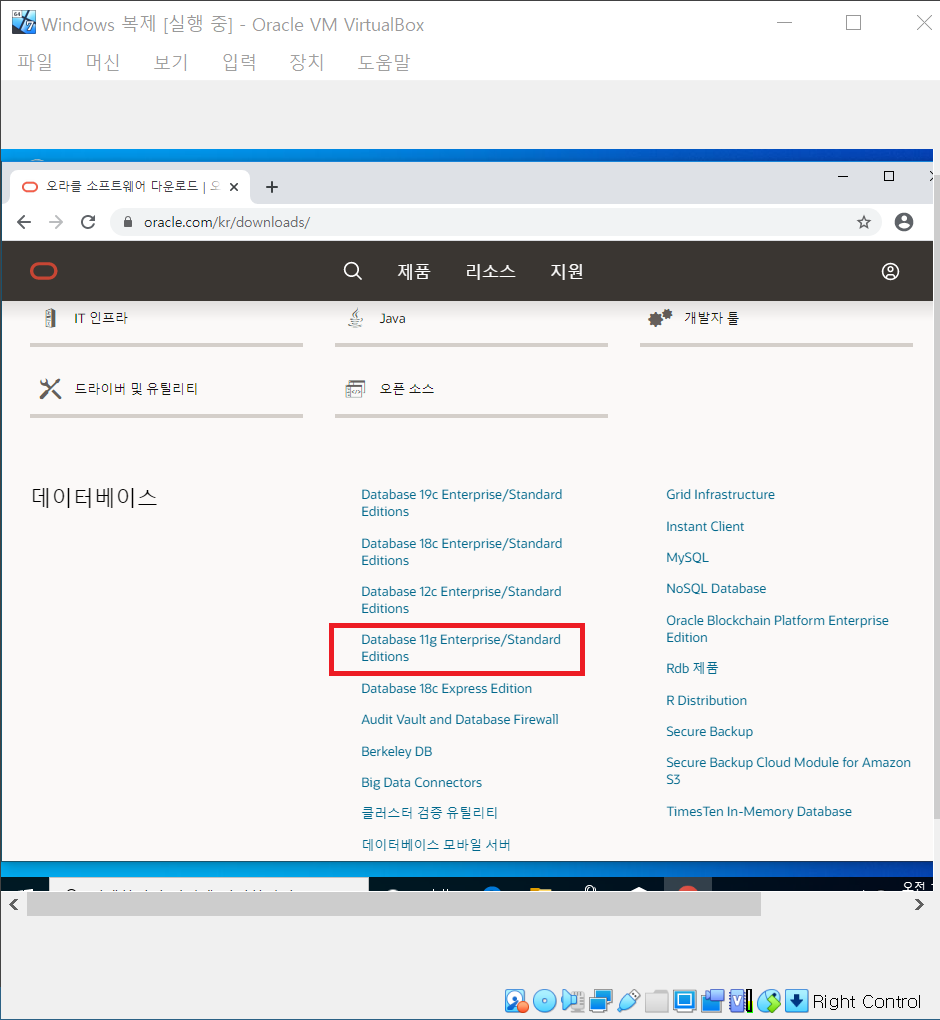 Windows 복제 [실행 중] - Oracle VM VirtualBox
파일 머신 보기 입력 장치 도움말
오라클 소프트웨어 다운로드 |
oracle.com/kr/downloads/
제품 리소스 지원
IT 인프라
Java
개발자 툴
드라이버 및 유틸리티
오픈 소스
데이터베이스
Database 19c Enterprise/Standard
Editions
Database 18c Enterprise/Standard
Editions
Database 12c Enterprise/Standard
Editions
Database 11g Enterprise/Standard
Editions
Database 18c Express Edition
Audit Vault and Database Firewall
Berkeley DB
Big Data Connectors
클러스터 검증 유틸리티
데이터베이스 모바일 서버
Grid Infrastructure
Instant Client
MySQL
NoSQL Database
Oracle Blockchain Platform Enterprise
Edition
Rdb 제품
R Distribution
Secure Backup
Secure Backup Cloud Module for Amazon
S3
TimesTen In-Memory Database
오전
Right Control